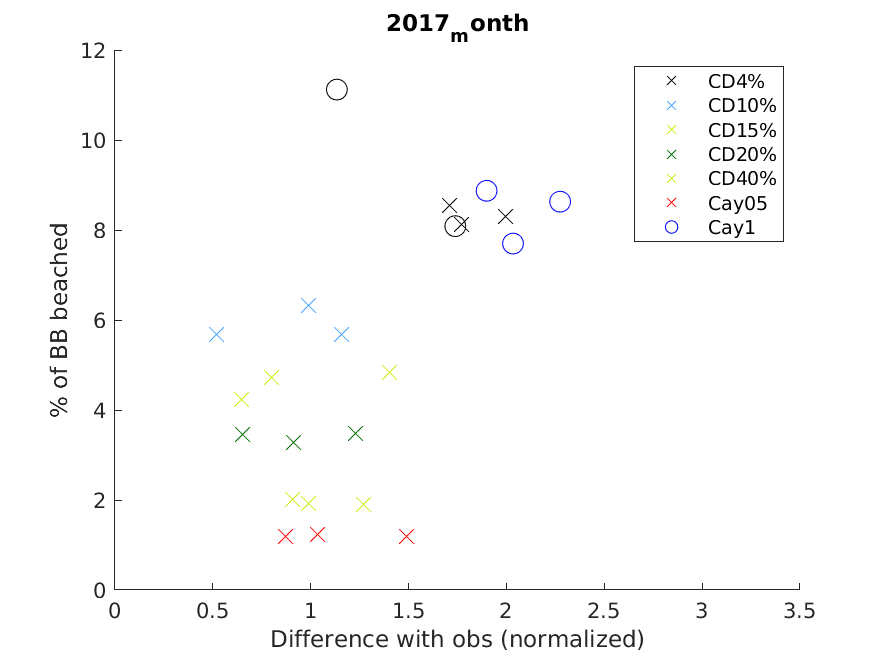 2017month
12
10
8
6
4
2
0
% of BB beached
CD4%
CD10%
CD15%
CD20%
CD40%
Cay05
Cay1
0 0.5 1 1.5 2 2.5 3 3.5
Difference with obs (normalized)